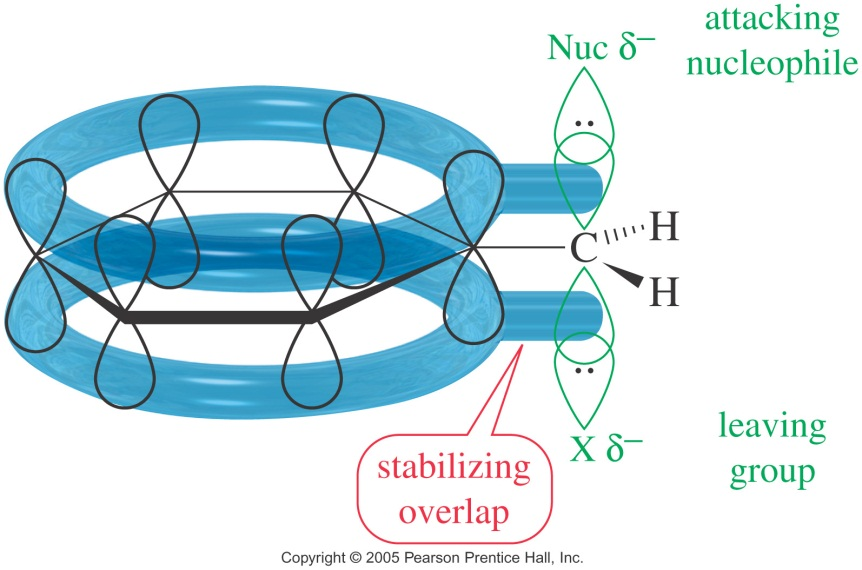 attacking
nucleophile
Nuc δ–
H
C
H
stabilizing
overlap
X δ–
leaving
group
Copyright © 2005 Pearson Prentice Hall, Inc.